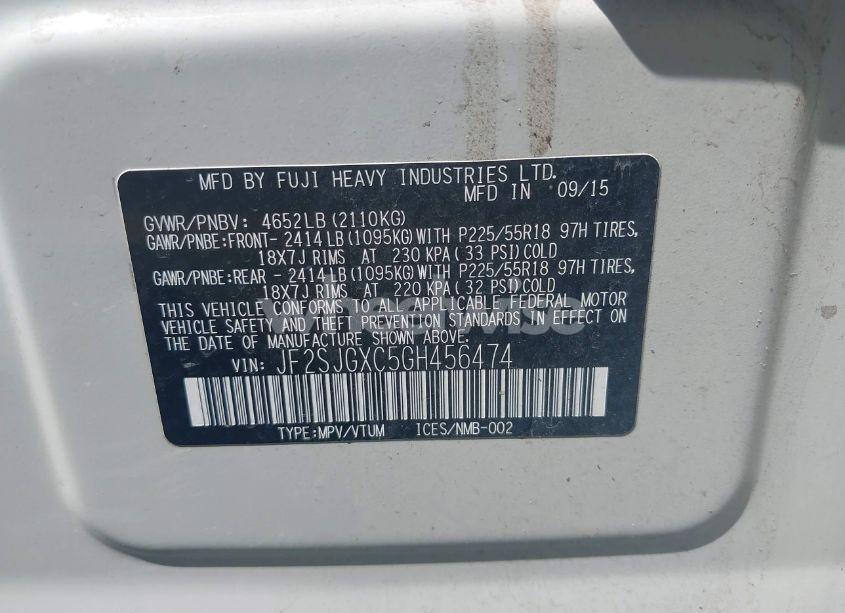 MFD BY FUJI HEAVY INDUSTRIES LTD.
MFD IN 09/15
GVWR/PNBV: 4652LB(2110KG)
GAWR/PNBE:FRONT- 2414LB(1095KG)WITH P225/55R18 97H TIRES,
18X7J RIMS AT 230 KPA(33 PSI)COLD
GAWR/PNBE:REAR - 2414LB(1095KG)WITH P225/55R18 97H TIRES,
18X7J RIMS AT 220 KPA(32 PSI)COLD
THIS VEHICLE CONFORMS TO ALL APPLICABLE FEDERAL MOTOR
VEHICLE SAFETY AND THEFT PREVENTION STANDARDS IN EFFECT ON
THE DATE OF MANUFACTURE SHOWN ABOVE.
VIN: JF2SJGXC5GH456474
TYPE:MPV/VTUM ICES/NMB-002